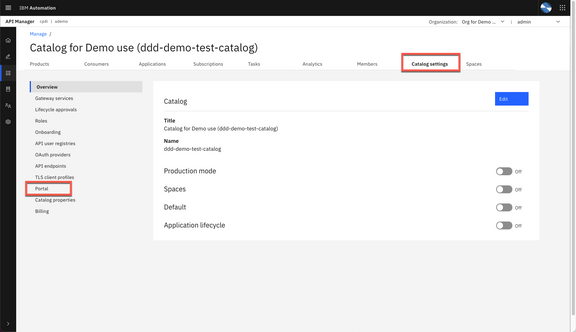 IBM Automation
API Manager cpbi / ademo Organization: Org for Demo ... admin
Manage /
Catalog for Demo use (ddd-demo-test-catalog)
Products Consumers Applications Subscriptions Tasks Analytics Members Catalog settings Spaces
Overview
Gateway services
Lifecycle approvals
Roles
Onboarding
API user registries
OAuth providers
API endpoints
TLS client profiles
Portal
Catalog properties
Billing
Catalog
Edit
Title
Catalog for Demo use (ddd-demo-test-catalog)
Name
ddd-demo-test-catalog
Production mode Off
Spaces Off
Default Off
Application lifecycle Off